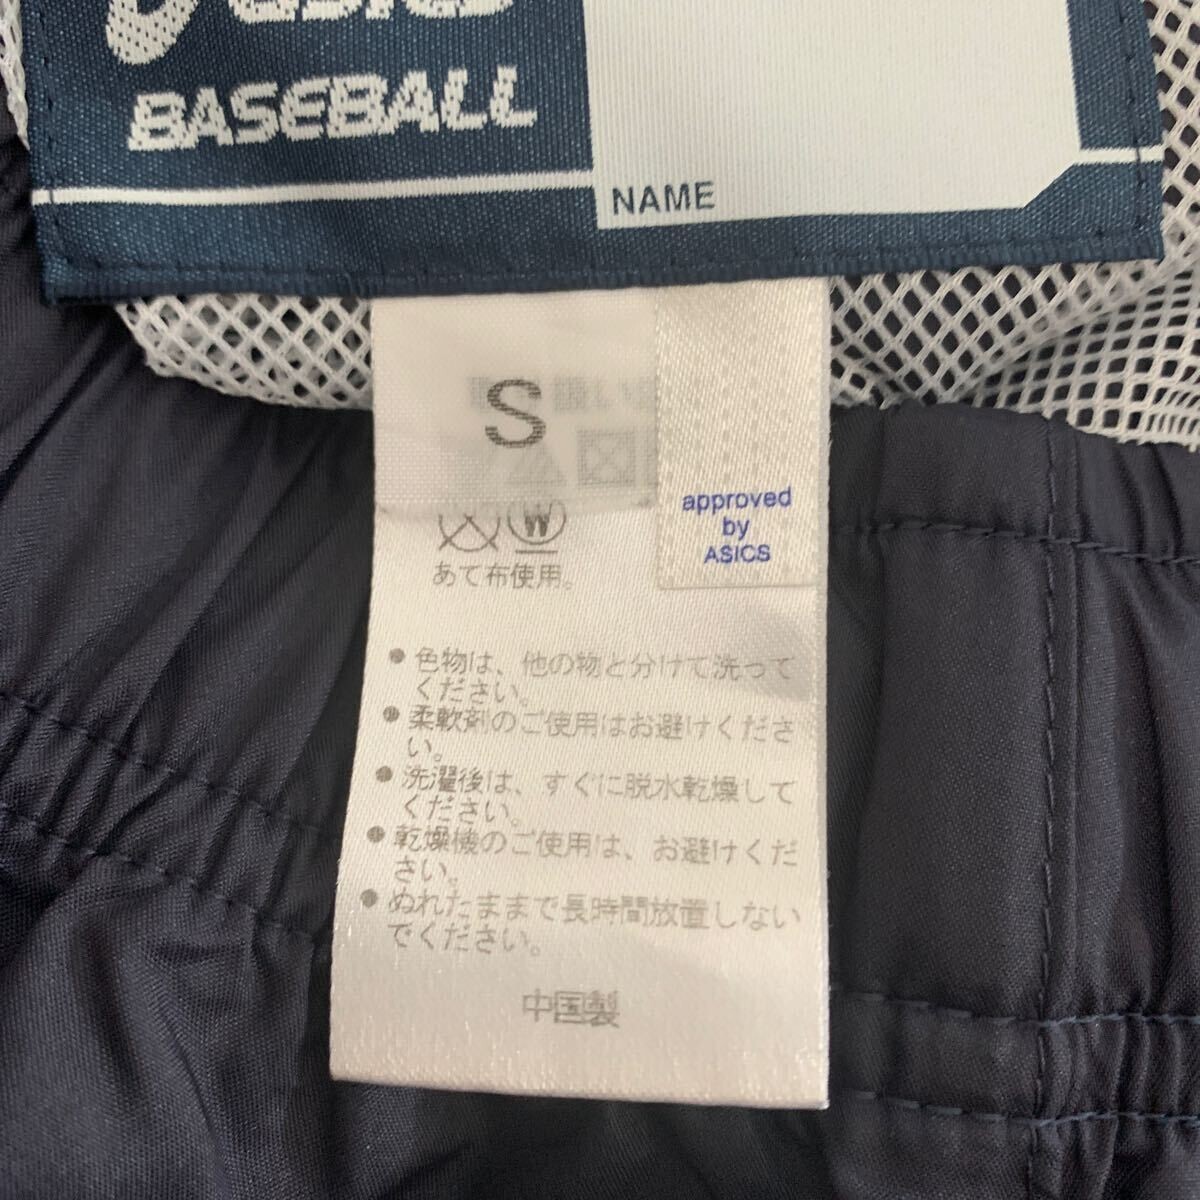 asics
BASEBALL
NAME
S
approved
by
ASICS
W
あて布使用。
● 色物は、他の物と分けて洗って
ください。
● 柔軟剤のご使用はお避けくださ
い。
● 洗濯後は、すぐに脱水乾燥して
ください。
● 乾燥機のご使用は、お避けくだ
さい。
● ぬれたままで長時間放置しない
でください。
中国製